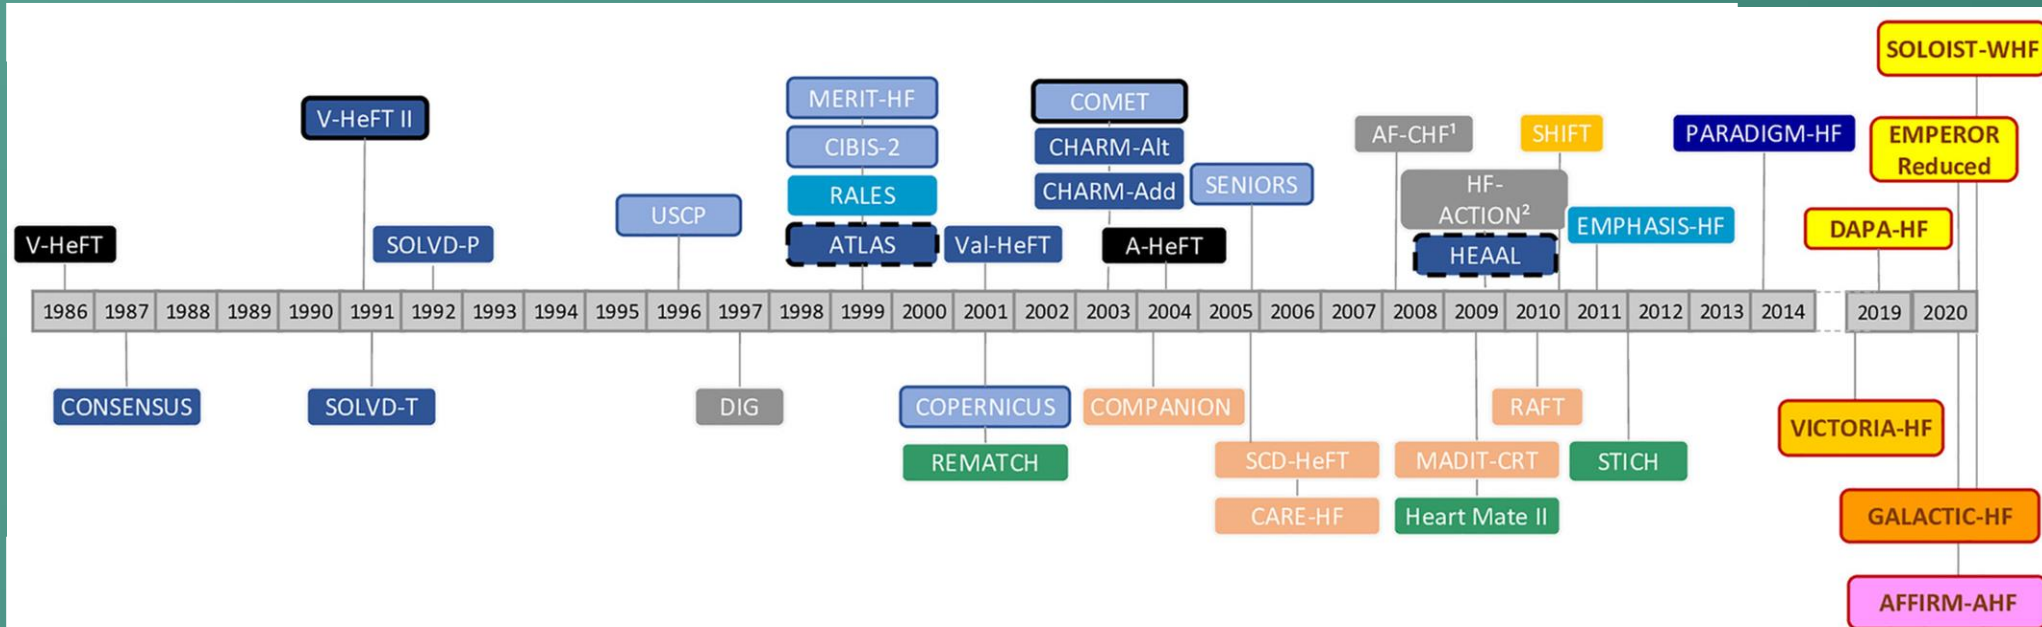 SOLOIST-WHF
MERIT-HF
COMET
V-HeFT II
CIBIS-2
CHARM-Alt
AF-CHF¹
SHIFT
PARADIGM-HF
EMPEROR
Reduced
RALES
CHARM-Add
SENIORS
HF-
ACTION²
USCP
EMPHASIS-HF
DAPA-HF
V-HeFT
SOLVD-P
ATLAS
Val-HeFT
A-HeFT
HEAAL
1986 1987 1988 1989 1990 1991 1992 1993 1994 1995 1996 1997 1998 1999 2000 2001 2002 2003 2004 2005 2006 2007 2008 2009 2010 2011 2012 2013 2014 2019 2020
CONSENSUS
SOLVD-T
DIG
COPERNICUS
COMPANION
RAFT
VICTORIA-HF
REMATCH
SCD-HeFT
MADIT-CRT
STICH
CARE-HF
Heart Mate II
GALACTIC-HF
AFFIRM-AHF